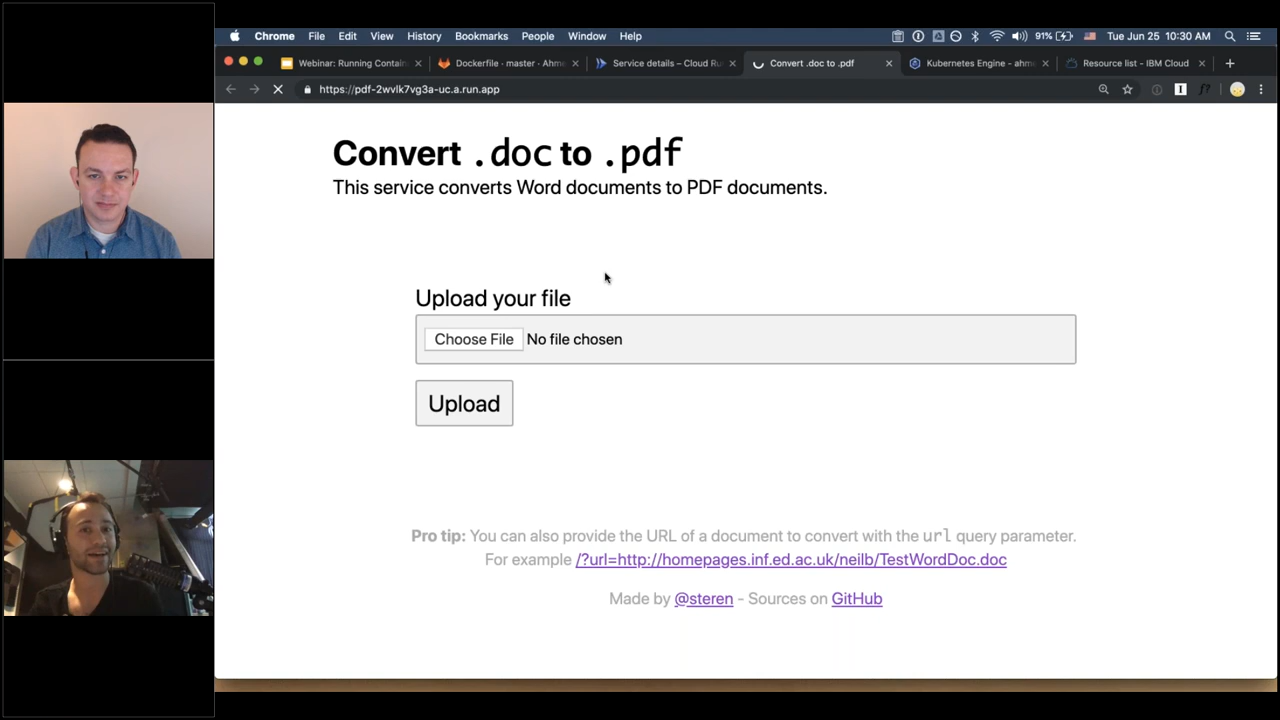 Chrome File Edit View History Bookmarks People Window Help 91% Tue Jun 25 10:30 AM
Webinar: Running Contain Dockerfile · master · Ahme Service details – Cloud Ru Convert .doc to .pdf Kubernetes Engine - ahme Resource list - IBM Cloud
https://pdf-2wvlk7vg3a-uc.a.run.app
Convert .doc to .pdf
This service converts Word documents to PDF documents.
Upload your file
Choose File No file chosen
Upload
Pro tip: You can also provide the URL of a document to convert with the url query parameter.
For example /?url=http://homepages.inf.ed.ac.uk/neilb/TestWordDoc.doc
Made by @steren - Sources on GitHub